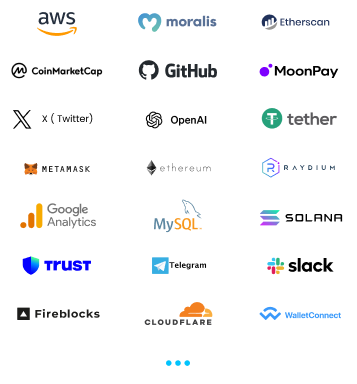 aws
moralis
Etherscan
CoinMarketCap
GitHub
MoonPay
X ( Twitter)
OpenAI
tether
METAMASK
ethereum
RAYDIUM
Google
Analytics
MySQL.
SOLANA
TRUST
Telegram
slack
Fireblocks
CLOUDFLARE
WalletConnect